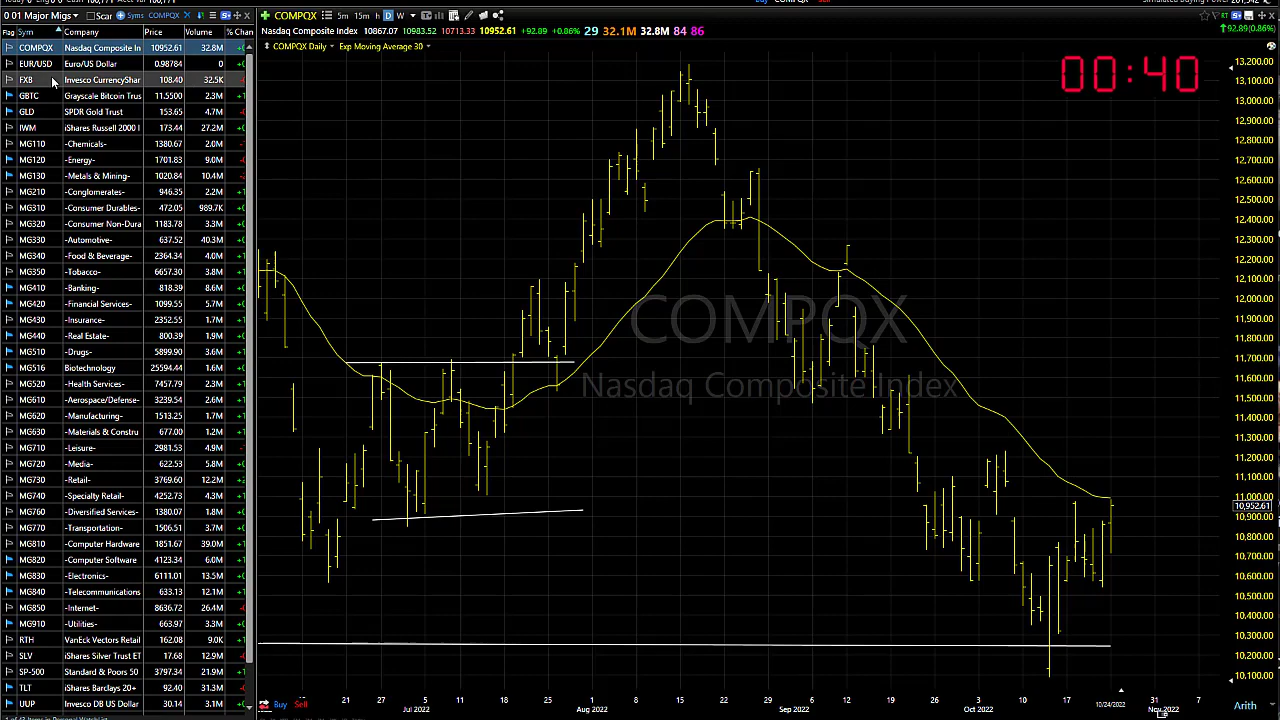 0 01 Major Migs Scar Syms COMPQX
Flag Sym Company Price Volume % Chan
COMPQX Nasdaq Composite In 10952.61 32.8M
EUR/USD Euro/US Dollar 0.98784 0
FXB Invesco CurrencyShar 108.40 32.5K
GBTC Grayscale Bitcoin Trus 11.5500 2.3M
GLD SPDR Gold Trust 153.65 4.7M
IWM iShares Russell 2000 I 173.44 27.2M
MG110 -Chemicals- 1380.67 2.0M
MG120 -Energy- 1701.83 9.0M
MG130 -Metals & Mining- 1020.84 10.4M
MG210 -Conglomerates- 946.35 2.2M
MG310 -Consumer Durables- 472.05 989.7K
MG320 -Consumer Non-Dura 1183.78 3.3M
MG330 -Automotive- 637.52 40.3M
MG340 -Food & Beverage- 2364.34 4.0M
MG350 -Tobacco- 6657.30 3.8M
MG410 -Banking- 818.39 8.6M
MG420 -Financial Services- 1099.55 5.7M
MG430 -Insurance- 2352.55 1.7M
MG440 -Real Estate- 800.39 1.9M
MG510 -Drugs- 5899.90 3.6M
MG516 Biotechnology 25594.44 1.6M
MG520 -Health Services- 7457.79 2.3M
MG610 -Aerospace/Defense- 3239.54 2.6M
MG620 -Manufacturing- 1513.25 1.7M
MG630 -Materials & Constru 677.00 1.2M
MG710 -Leisure- 2981.53 4.9M
MG720 -Media- 622.53 5.8M
MG730 -Retail- 3769.60 12.2M
MG740 -Specialty Retail- 4252.73 4.3M
MG760 -Diversified Services- 1380.07 1.8M
MG770 -Transportation- 1506.51 3.7M
MG810 -Computer Hardware 1851.67 39.0M
MG820 -Computer Software 4123.34 6.0M
MG830 -Electronics- 6111.01 13.5M
MG840 -Telecommunications 633.13 12.1M
MG850 -Internet- 8636.72 26.4M
MG910 -Utilities- 663.97 3.3M
RTH VanEck Vectors Retail 162.08 9.0K
SLV iShares Silver Trust ET 17.68 12.9M
SP-500 Standard & Poors 50 3797.34 21.9M
TLT iShares Barclays 20+ 92.40 31.3M
UUP Invesco DB US Dollar 30.14 3.1M
COMPQX 5m 15m h D W
Nasdaq Composite Index 10867.07 10983.52 10713.33 10952.61 +92.89 +0.86% 29 32.1M 32.8M 84 86
92.89(0.86%)
COMPQX Daily Exp Moving Average 30
00:40
COMPQX
Nasdaq Composite Index
13,200.00
13,100.00
13,000.00
12,900.00
12,800.00
12,700.00
12,600.00
12,500.00
12,400.00
12,300.00
12,200.00
12,100.00
12,000.00
11,900.00
11,800.00
11,700.00
11,600.00
11,500.00
11,400.00
11,300.00
11,200.00
11,100.00
11,000.00
10,952.61
10,900.00
10,800.00
10,700.00
10,600.00
10,500.00
10,400.00
10,300.00
10,200.00
10,100.00
21 27 5 11 18 25 1 8 15 22 29 6 12 19 26 3 10 17 31 7
Jul 2022 Aug 2022 Sep 2022 Oct 2022 10/24/2022 Nov 2022
Buy Sell Arith